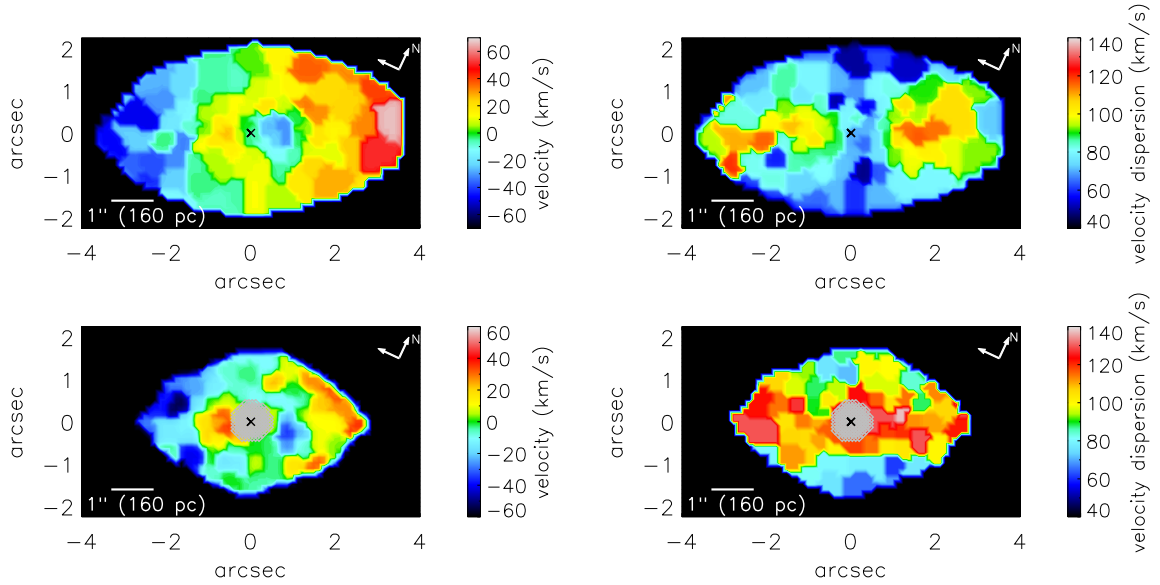 2
1
0
−1
−2
arcsec
N
1'' (160 pc)
−4 −2 0 2 4
arcsec
60
40
20
0
−20
−40
−60
velocity (km/s)
2
1
0
−1
−2
arcsec
N
1'' (160 pc)
−4 −2 0 2 4
arcsec
140
120
100
80
60
40
velocity dispersion (km/s)
2
1
0
−1
−2
arcsec
N
1'' (160 pc)
−4 −2 0 2 4
arcsec
60
40
20
0
−20
−40
−60
velocity (km/s)
2
1
0
−1
−2
arcsec
N
1'' (160 pc)
−4 −2 0 2 4
arcsec
140
120
100
80
60
40
velocity dispersion (km/s)